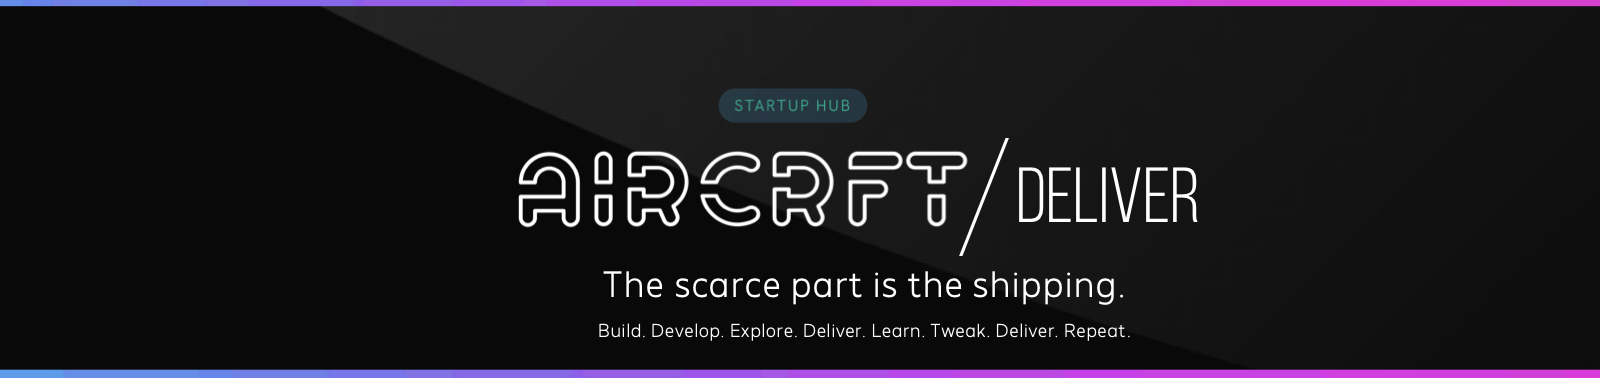 STARTUP HUB
AIRCRFT/DELIVER
The scarce part is the shipping.
Build. Develop. Explore. Deliver. Learn. Tweak. Deliver. Repeat.